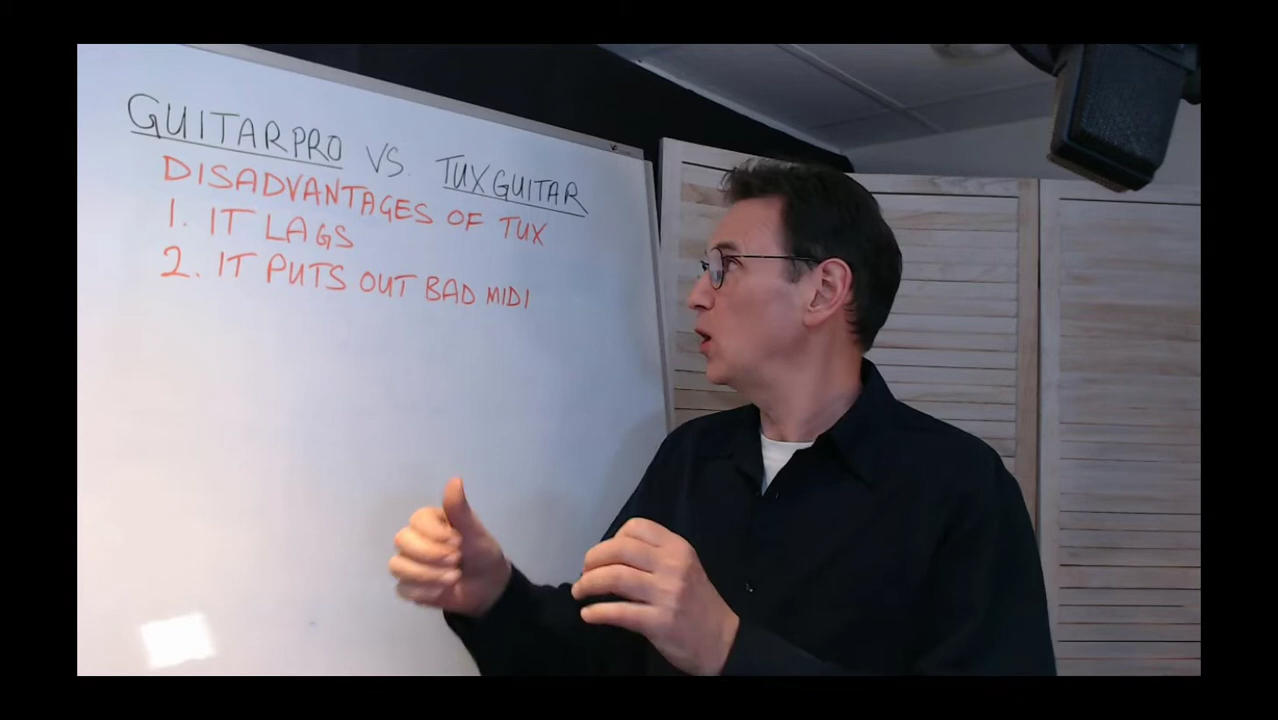 GUITARPRO VS. TUXGUITAR
DISADVANTAGES OF TUX
1. IT LAGS
2. IT PUTS OUT BAD MIDI